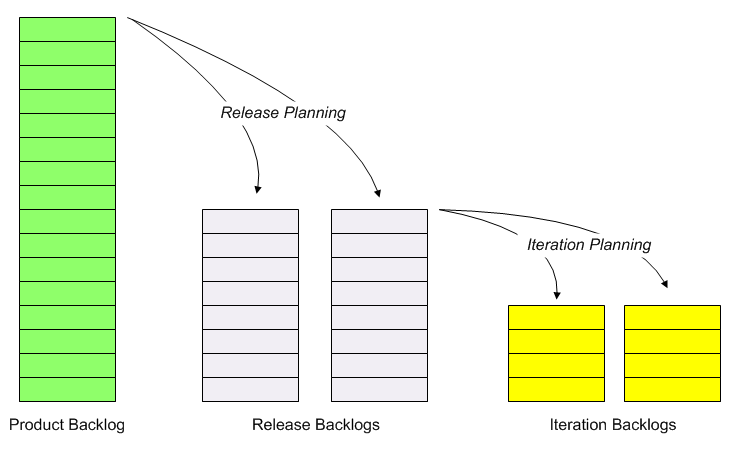 Release Planning
Iteration Planning
Product Backlog
Release Backlogs
Iteration Backlogs